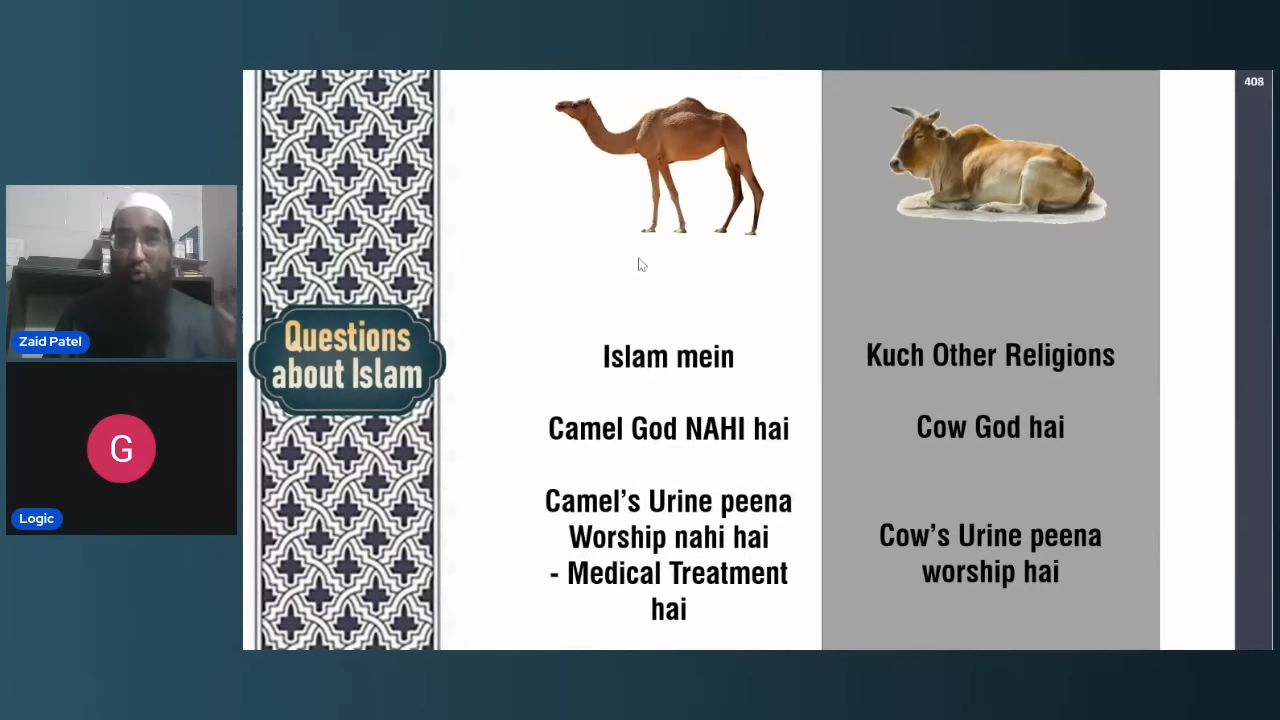 408
Zaid Patel
G
Logic
Questions
about Islam
Islam mein
Camel God NAHI hai
Camel’s Urine peena
Worship nahi hai
- Medical Treatment
hai
Kuch Other Religions
Cow God hai
Cow’s Urine peena
worship hai